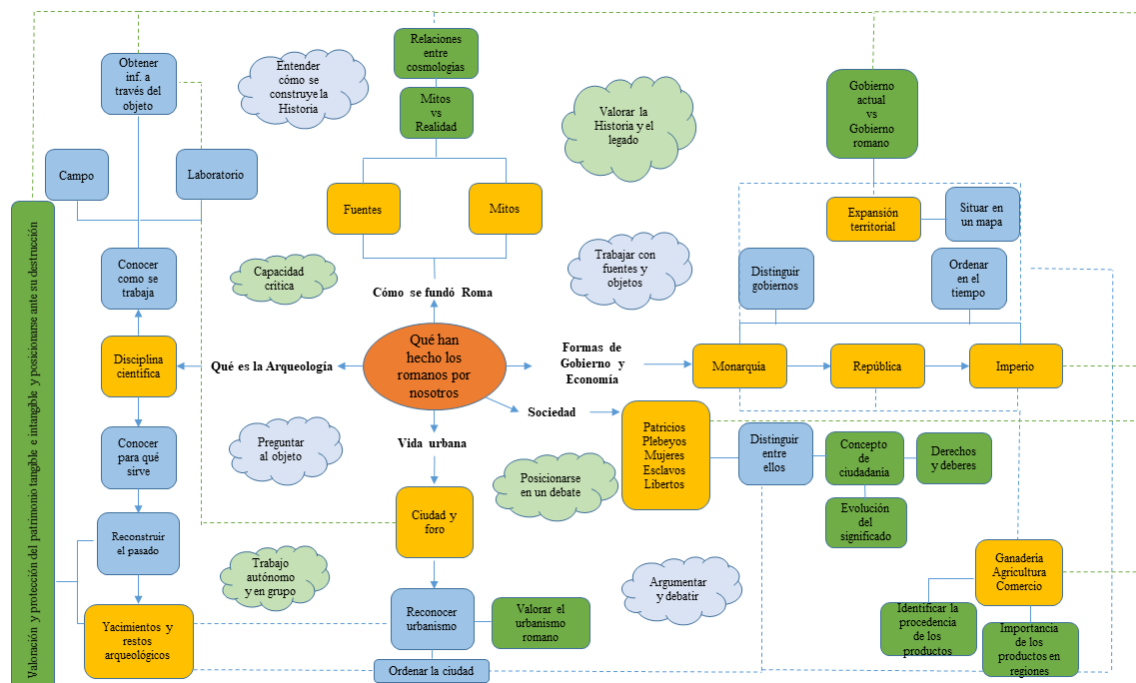 Obtener
inf. a
través del
objeto
Entender
cómo se
construye la
Historia
Relaciones
entre
cosmologías
Mitos
vs
Realidad
Valorar la
Historia y el
legado
Gobierno
actual
vs
Gobierno
romano
Campo
Laboratorio
Fuentes
Mitos
Expansión
territorial
Situar en
un mapa
Valoración y protección del patrimonio tangible e intangible y posicionarse ante su destrucción
Conocer
como se
trabaja
Capacidad
crítica
Cómo se fundó Roma
Trabajar con
fuentes y
objetos
Distinguir
gobiernos
Ordenar
en el
tiempo
Disciplina
científica
Qué es la Arqueología
Qué han
hecho los
romanos por
nosotros
Formas de
Gobierno y
Economía
Monarquía
República
Imperio
Sociedad
Vida urbana
Conocer
para qué
sirve
Preguntar
al objeto
Posicionarse
en un debate
Patricios
Plebeyos
Mujeres
Esclavos
Libertos
Distinguir
entre
ellos
Concepto
de
ciudadanía
Derechos
y deberes
Evolución
del
significado
Reconstruir
el pasado
Ciudad y
foro
Trabajo
autónomo
y en grupo
Argumentar
y debatir
Ganadería
Agricultura
Comercio
Yacimientos y
restos
arqueológicos
Reconocer
urbanismo
Valorar el
urbanismo
romano
Identificar la
procedencia
de los
productos
Importancia
de los
productos en
regiones
Ordenar la ciudad